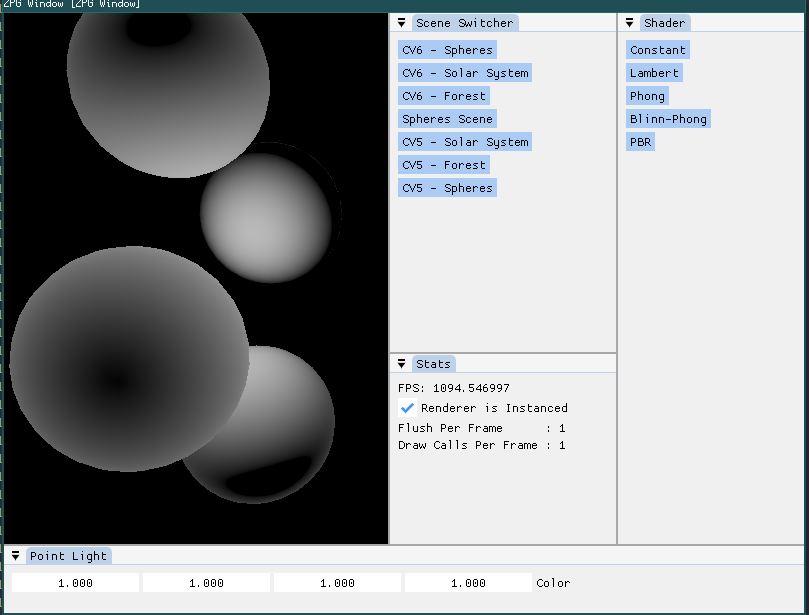 ZPG Window [ZPG Window]
Scene Switcher
CV6 - Spheres
CV6 - Solar System
CV6 - Forest
Spheres Scene
CV5 - Solar System
CV5 - Forest
CV5 - Spheres
Shader
Constant
Lambert
Phong
Blinn-Phong
PBR
Stats
FPS: 1094.546997
Renderer is Instanced
Flush Per Frame : 1
Draw Calls Per Frame : 1
Point Light
1.000 1.000 1.000 1.000 Color